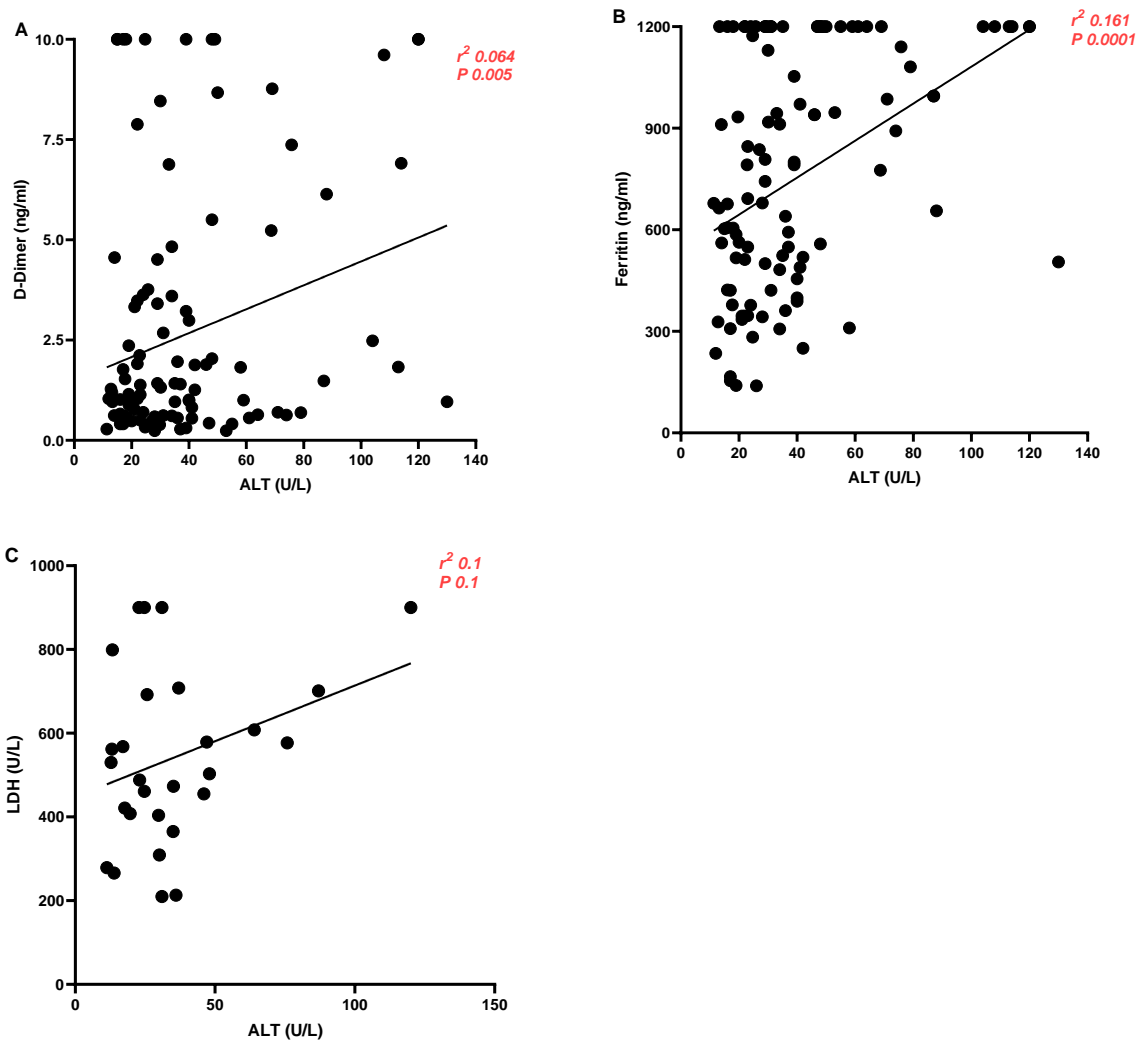 A
r² 0.064
P 0.005
10.0
7.5
5.0
2.5
0.0
D-Dimer (ng/ml)
0 20 40 60 80 100 120 140
ALT (U/L)
B
r² 0.161
P 0.0001
1200
900
600
300
0
Ferritin (ng/ml)
0 20 40 60 80 100 120 140
ALT (U/L)
C
r² 0.1
P 0.1
1000
800
600
400
200
0
LDH (U/L)
0 50 100 150
ALT (U/L)